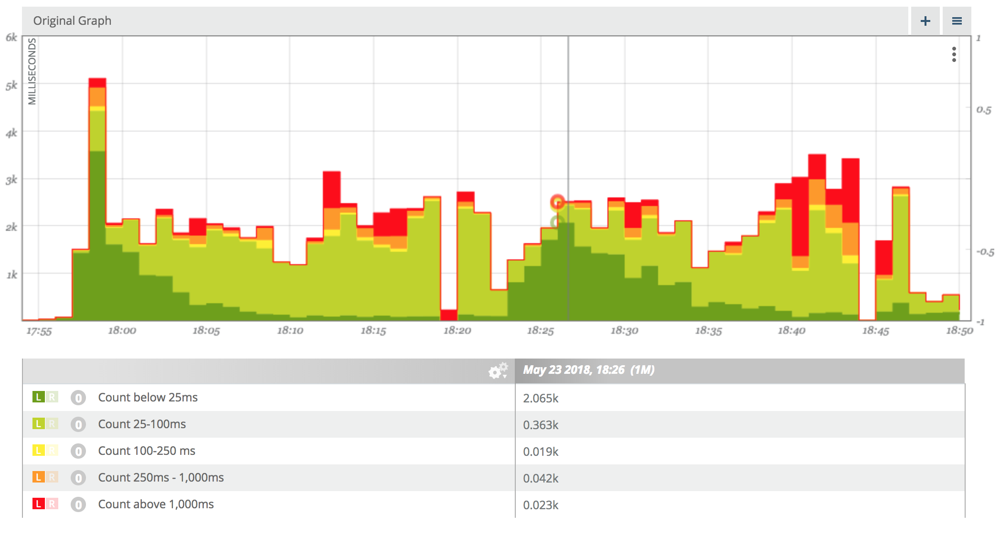 Original Graph
MILLISECONDS
6k
5k
4k
3k
2k
1k
1
0.5
-0.5
-1
17:55 18:00 18:05 18:10 18:15 18:20 18:25 18:30 18:35 18:40 18:45 18:50
May 23 2018, 18:26 (1M)
L R 0 Count below 25ms 2.065k
L R 0 Count 25-100ms 0.363k
L R 0 Count 100-250 ms 0.019k
L R 0 Count 250ms - 1,000ms 0.042k
L R 0 Count above 1,000ms 0.023k